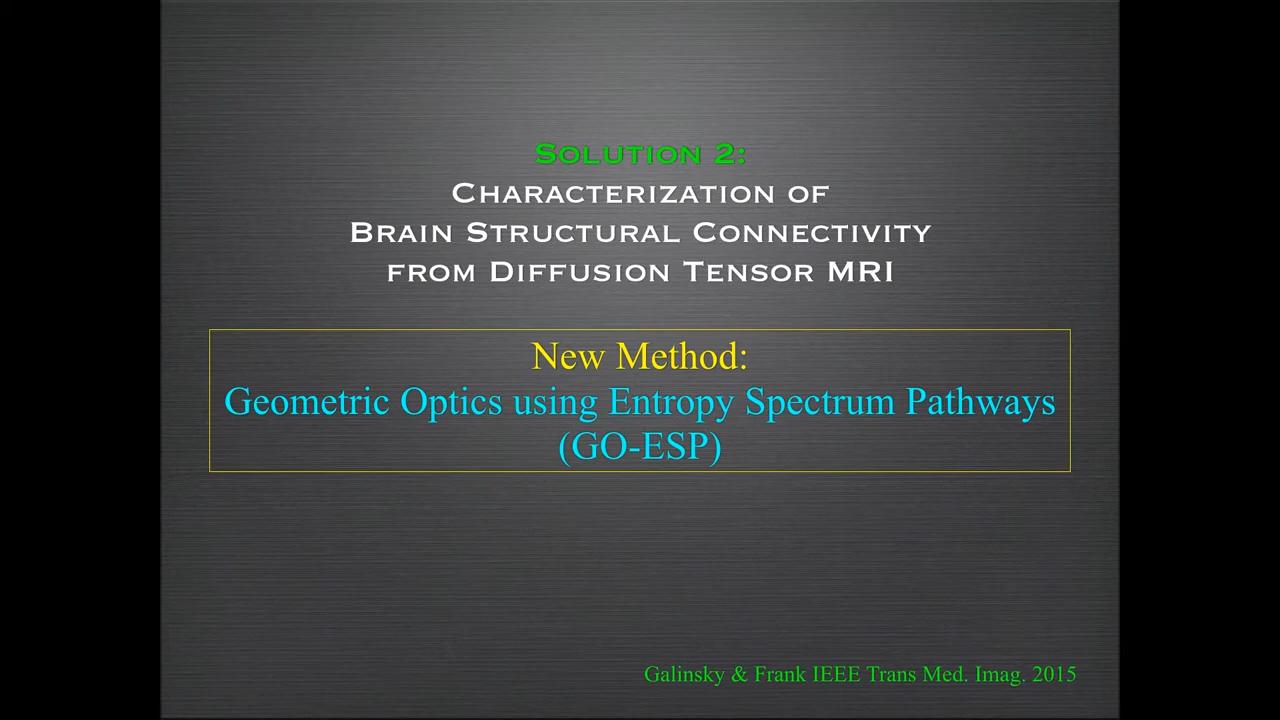 Solution 2:
Characterization of
Brain Structural Connectivity
from Diffusion Tensor MRI
New Method:
Geometric Optics using Entropy Spectrum Pathways
(GO-ESP)
Galinsky & Frank IEEE Trans Med. Imag. 2015